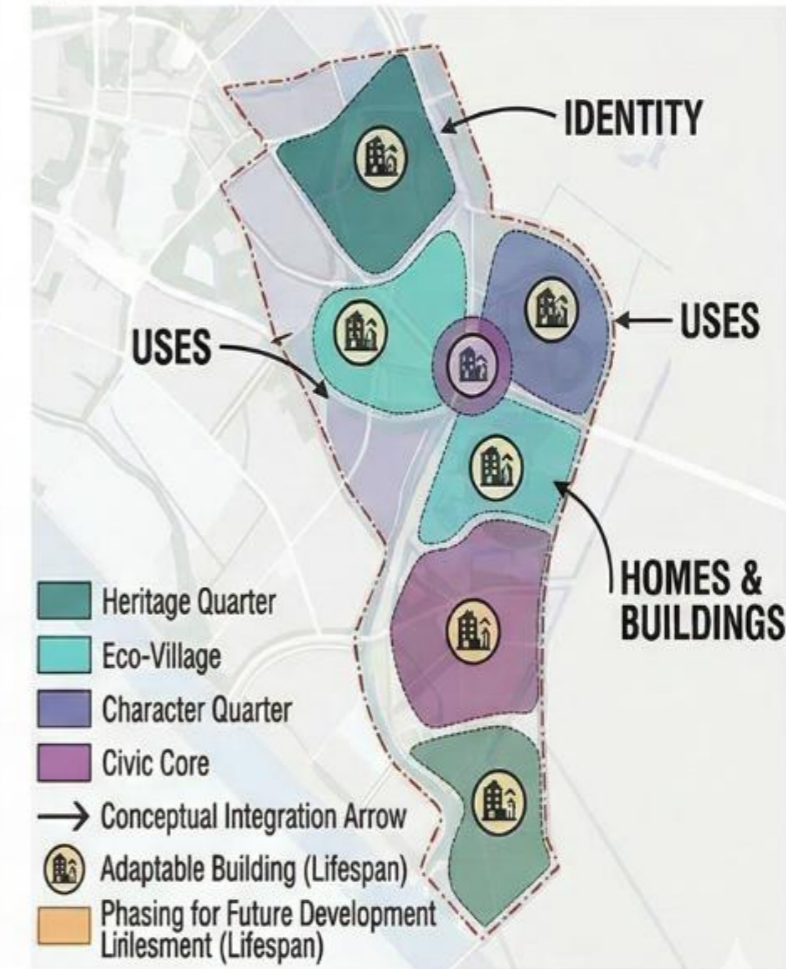 IDENTITY
USES
USES
HOMES &
BUILDINGS
Heritage Quarter
Eco-Village
Character Quarter
Civic Core
Conceptual Integration Arrow
Adaptable Building (Lifespan)
Phasing for Future Development
(Lifespan)